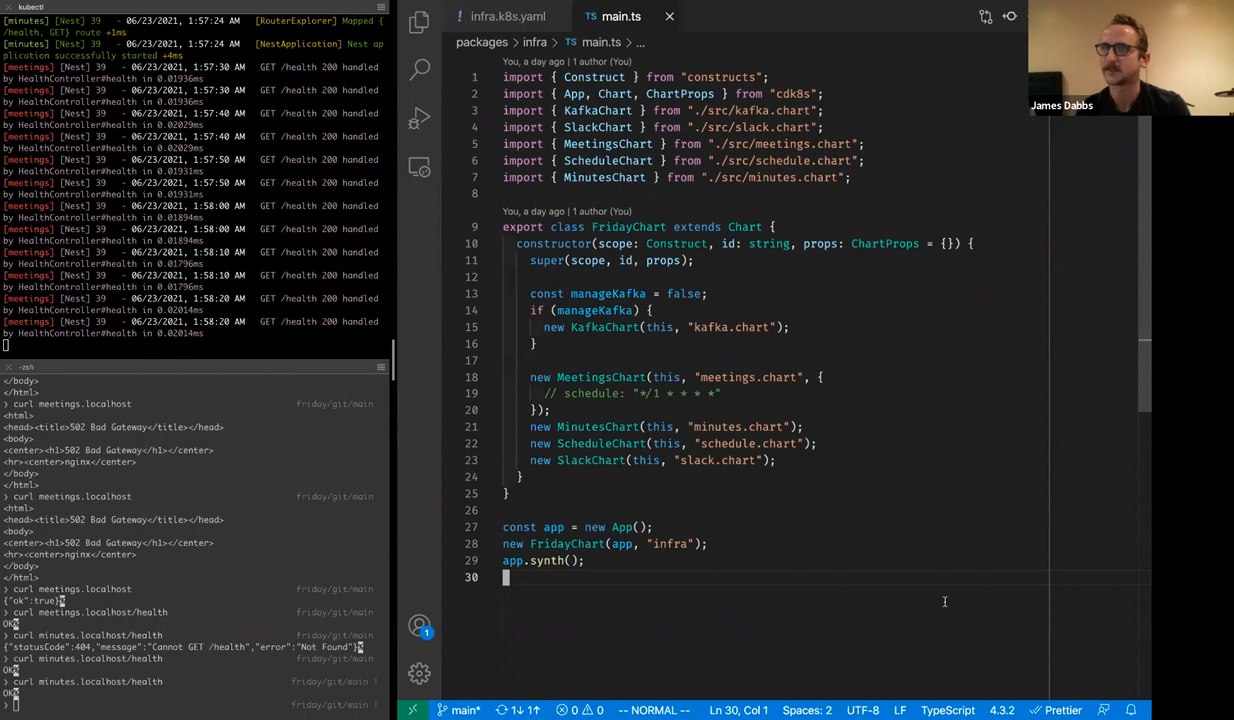 kubectl
[minutes] [Nest] 39   - 06/23/2021, 1:57:24 AM   [RouterExplorer] Mapped {
/health, GET} route +1ms
[minutes] [Nest] 39   - 06/23/2021, 1:57:24 AM   [NestApplication] Nest ap
plication successfully started +4ms
[meetings] [Nest] 39   - 06/23/2021, 1:57:30 AM   GET /health 200 handled
by HealthController#health in 0.01936ms
[meetings] [Nest] 39   - 06/23/2021, 1:57:30 AM   GET /health 200 handled
by HealthController#health in 0.01936ms
[meetings] [Nest] 39   - 06/23/2021, 1:57:40 AM   GET /health 200 handled
by HealthController#health in 0.02029ms
[meetings] [Nest] 39   - 06/23/2021, 1:57:40 AM   GET /health 200 handled
by HealthController#health in 0.02029ms
[meetings] [Nest] 39   - 06/23/2021, 1:57:50 AM   GET /health 200 handled
by HealthController#health in 0.01931ms
[meetings] [Nest] 39   - 06/23/2021, 1:57:50 AM   GET /health 200 handled
by HealthController#health in 0.01931ms
[meetings] [Nest] 39   - 06/23/2021, 1:58:00 AM   GET /health 200 handled
by HealthController#health in 0.01894ms
[meetings] [Nest] 39   - 06/23/2021, 1:58:00 AM   GET /health 200 handled
by HealthController#health in 0.01894ms
[meetings] [Nest] 39   - 06/23/2021, 1:58:10 AM   GET /health 200 handled
by HealthController#health in 0.01796ms
[meetings] [Nest] 39   - 06/23/2021, 1:58:10 AM   GET /health 200 handled
by HealthController#health in 0.01796ms
[meetings] [Nest] 39   - 06/23/2021, 1:58:20 AM   GET /health 200 handled
by HealthController#health in 0.02014ms
[meetings] [Nest] 39   - 06/23/2021, 1:58:20 AM   GET /health 200 handled
by HealthController#health in 0.02014ms
-zsh
</body>
</html>
❯ curl meetings.localhost friday/git/main
<html>
<head><title>502 Bad Gateway</title></head>
<body>
<center><h1>502 Bad Gateway</h1></center>
<hr><center>nginx</center>
</body>
</html>
❯ curl meetings.localhost friday/git/main
<html>
<head><title>502 Bad Gateway</title></head>
<body>
<center><h1>502 Bad Gateway</h1></center>
<hr><center>nginx</center>
</body>
</html>
❯ curl meetings.localhost friday/git/main
{"ok":true}%
❯ curl meetings.localhost/health friday/git/main
OK%
❯ curl minutes.localhost/health friday/git/main
{"statusCode":404,"message":"Cannot GET /health","error":"Not Found"}%
❯ curl minutes.localhost/health friday/git/main
OK%
❯ curl minutes.localhost/health friday/git/main !
OK%
❯ friday/git/main !
! infra.k8s.yaml
TS main.ts
packages > infra > TS main.ts > ...
You, a day ago | 1 author (You)
1 import { Construct } from "constructs";
2 import { App, Chart, ChartProps } from "cdk8s";
3 import { KafkaChart } from "./src/kafka.chart";
4 import { SlackChart } from "./src/slack.chart";
5 import { MeetingsChart } from "./src/meetings.chart";
6 import { ScheduleChart } from "./src/schedule.chart";
7 import { MinutesChart } from "./src/minutes.chart";
8
You, a day ago | 1 author (You)
9 export class FridayChart extends Chart {
10 constructor(scope: Construct, id: string, props: ChartProps = {}) {
11 super(scope, id, props);
12
13 const manageKafka = false;
14 if (manageKafka) {
15 new KafkaChart(this, "kafka.chart");
16 }
17
18 new MeetingsChart(this, "meetings.chart", {
19 // schedule: "*/1 * * * *"
20 });
21 new MinutesChart(this, "minutes.chart");
22 new ScheduleChart(this, "schedule.chart");
23 new SlackChart(this, "slack.chart");
24 }
25 }
26
27 const app = new App();
28 new FridayChart(app, "infra");
29 app.synth();
30
James Dabbs
1
main* 1↓ 1↑ 0 0 -- NORMAL -- Ln 30, Col 1 Spaces: 2 UTF-8 LF TypeScript 4.3.2 Prettier